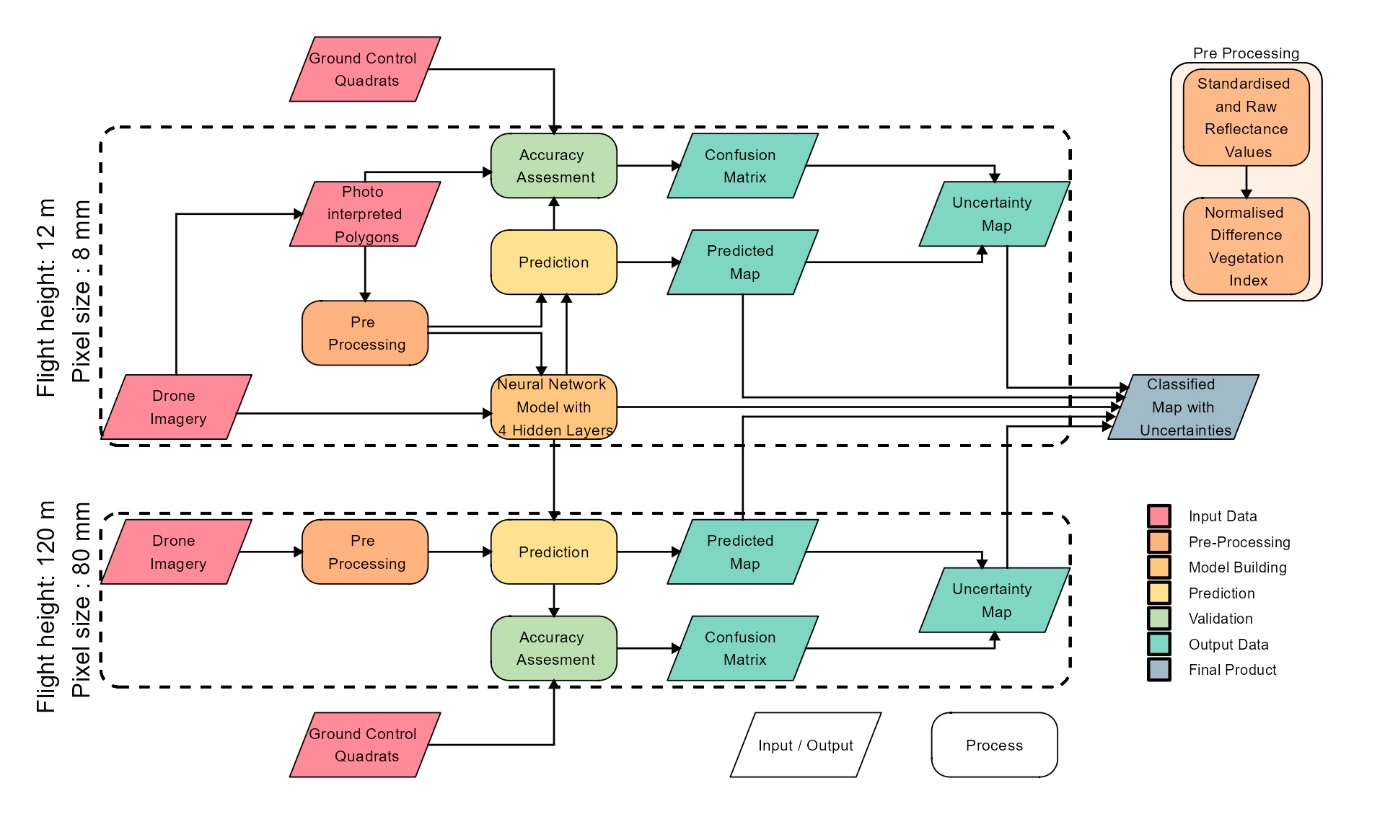 Ground Control
Quadrats
Pre Processing
Standardised
and Raw
Reflectance
Values
Normalised
Difference
Vegetation
Index
Flight height: 12 m
Pixel size : 8 mm
Accuracy
Assesment
Confusion
Matrix
Photo
interpreted
Polygons
Uncertainty
Map
Prediction
Predicted
Map
Pre
Processing
Drone
Imagery
Neural Network
Model with
4 Hidden Layers
Classified
Map with
Uncertainties
Flight height: 120 m
Pixel size : 80 mm
Drone
Imagery
Pre
Processing
Prediction
Predicted
Map
Uncertainty
Map
Accuracy
Assesment
Confusion
Matrix
Ground Control
Quadrats
Input / Output
Process
Input Data
Pre-Processing
Model Building
Prediction
Validation
Output Data
Final Product